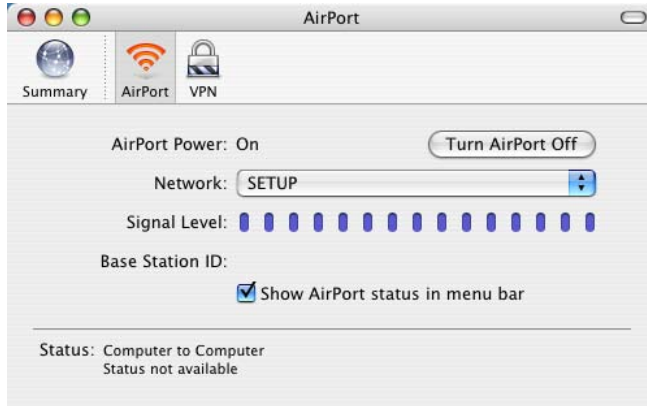 AirPort
Summary AirPort VPN
AirPort Power: On Turn AirPort Off
Network: SETUP
Signal Level:
Base Station ID:
Show AirPort status in menu bar
Status: Computer to Computer
Status not available